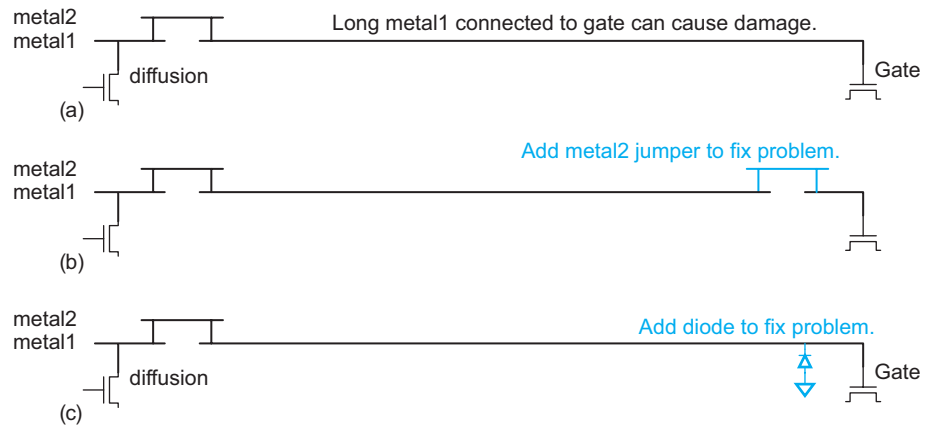 metal2
metal1
Long metal1 connected to gate can cause damage.
diffusion
Gate
(a)
Add metal2 jumper to fix problem.
metal2
metal1
(b)
metal2
metal1
Add diode to fix problem.
diffusion
Gate
(c)